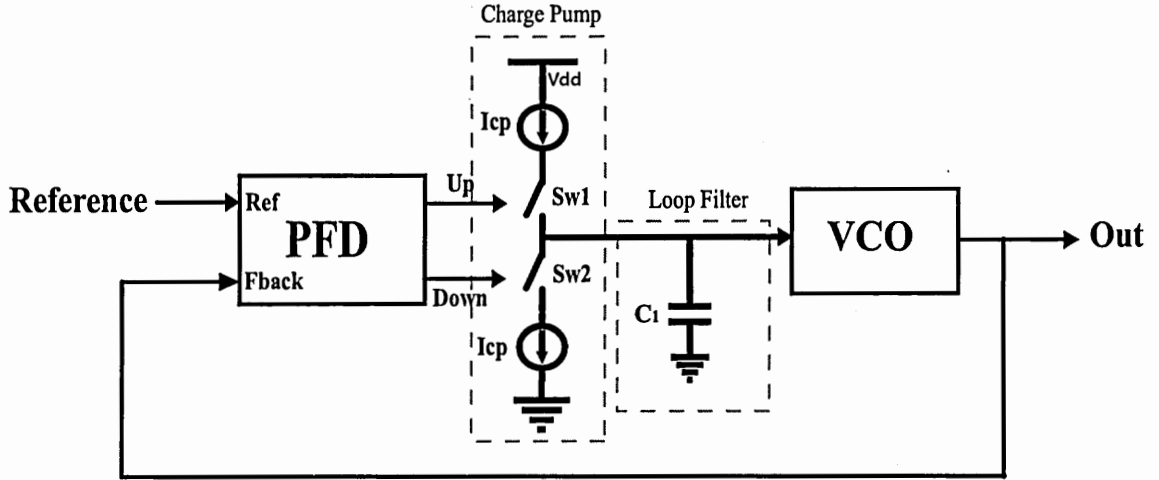 Charge Pump
Vdd
Icp
Reference
Ref
PFD
Fback
Up
Down
Sw1
Sw2
Icp
Loop Filter
C1
VCO
Out